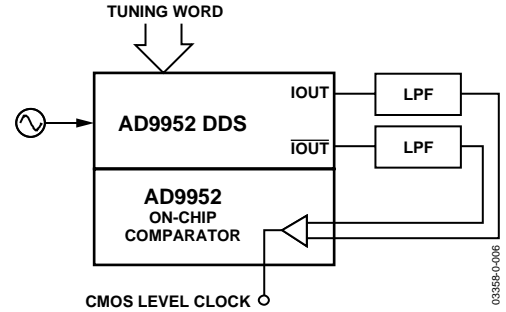 TUNING WORD
AD9952 DDS
IOUT
LPF
IOUT
LPF
AD9952
ON-CHIP
COMPARATOR
CMOS LEVEL CLOCK
03358-0-006